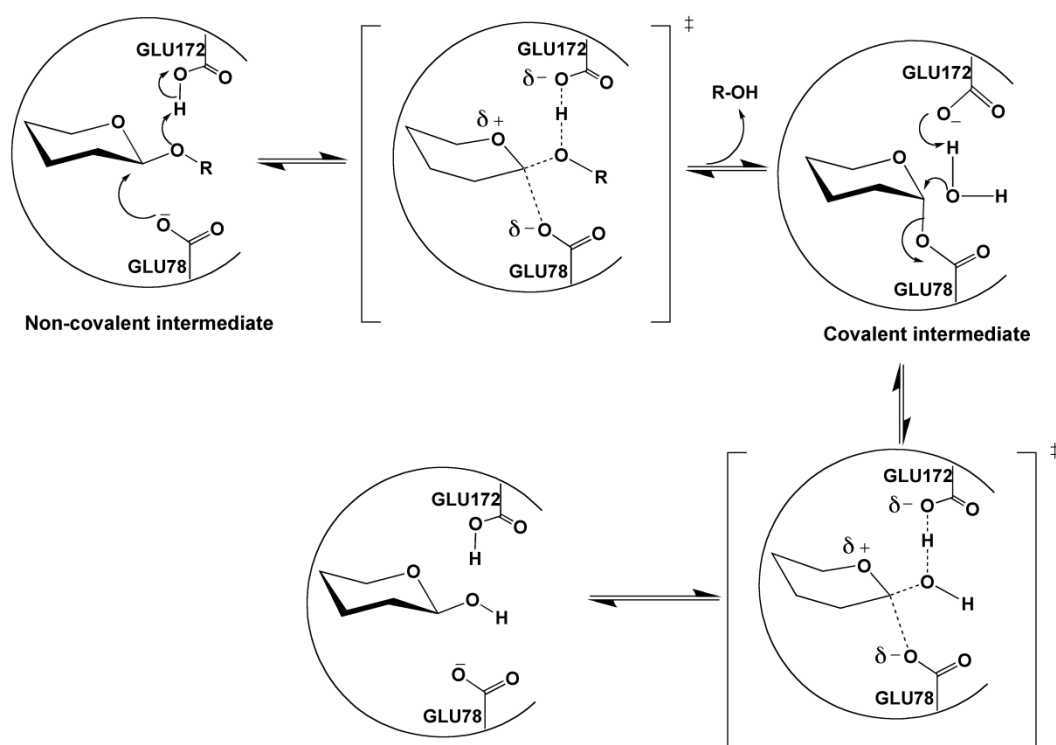 GLU172
O
O
H
O
O
R
O̅
O
GLU78
Non-covalent intermediate
‡
GLU172
δ− O
O
H
δ+
O
O
R
δ− O
O
GLU78
R-OH
GLU172
O
O−
H
O
O H
O
O
GLU78
Covalent intermediate
‡
GLU172
δ− O
O
H
δ+
O
O
H
δ− O
O
GLU78
GLU172
O
O
H
O
O
H
O̅
O
GLU78